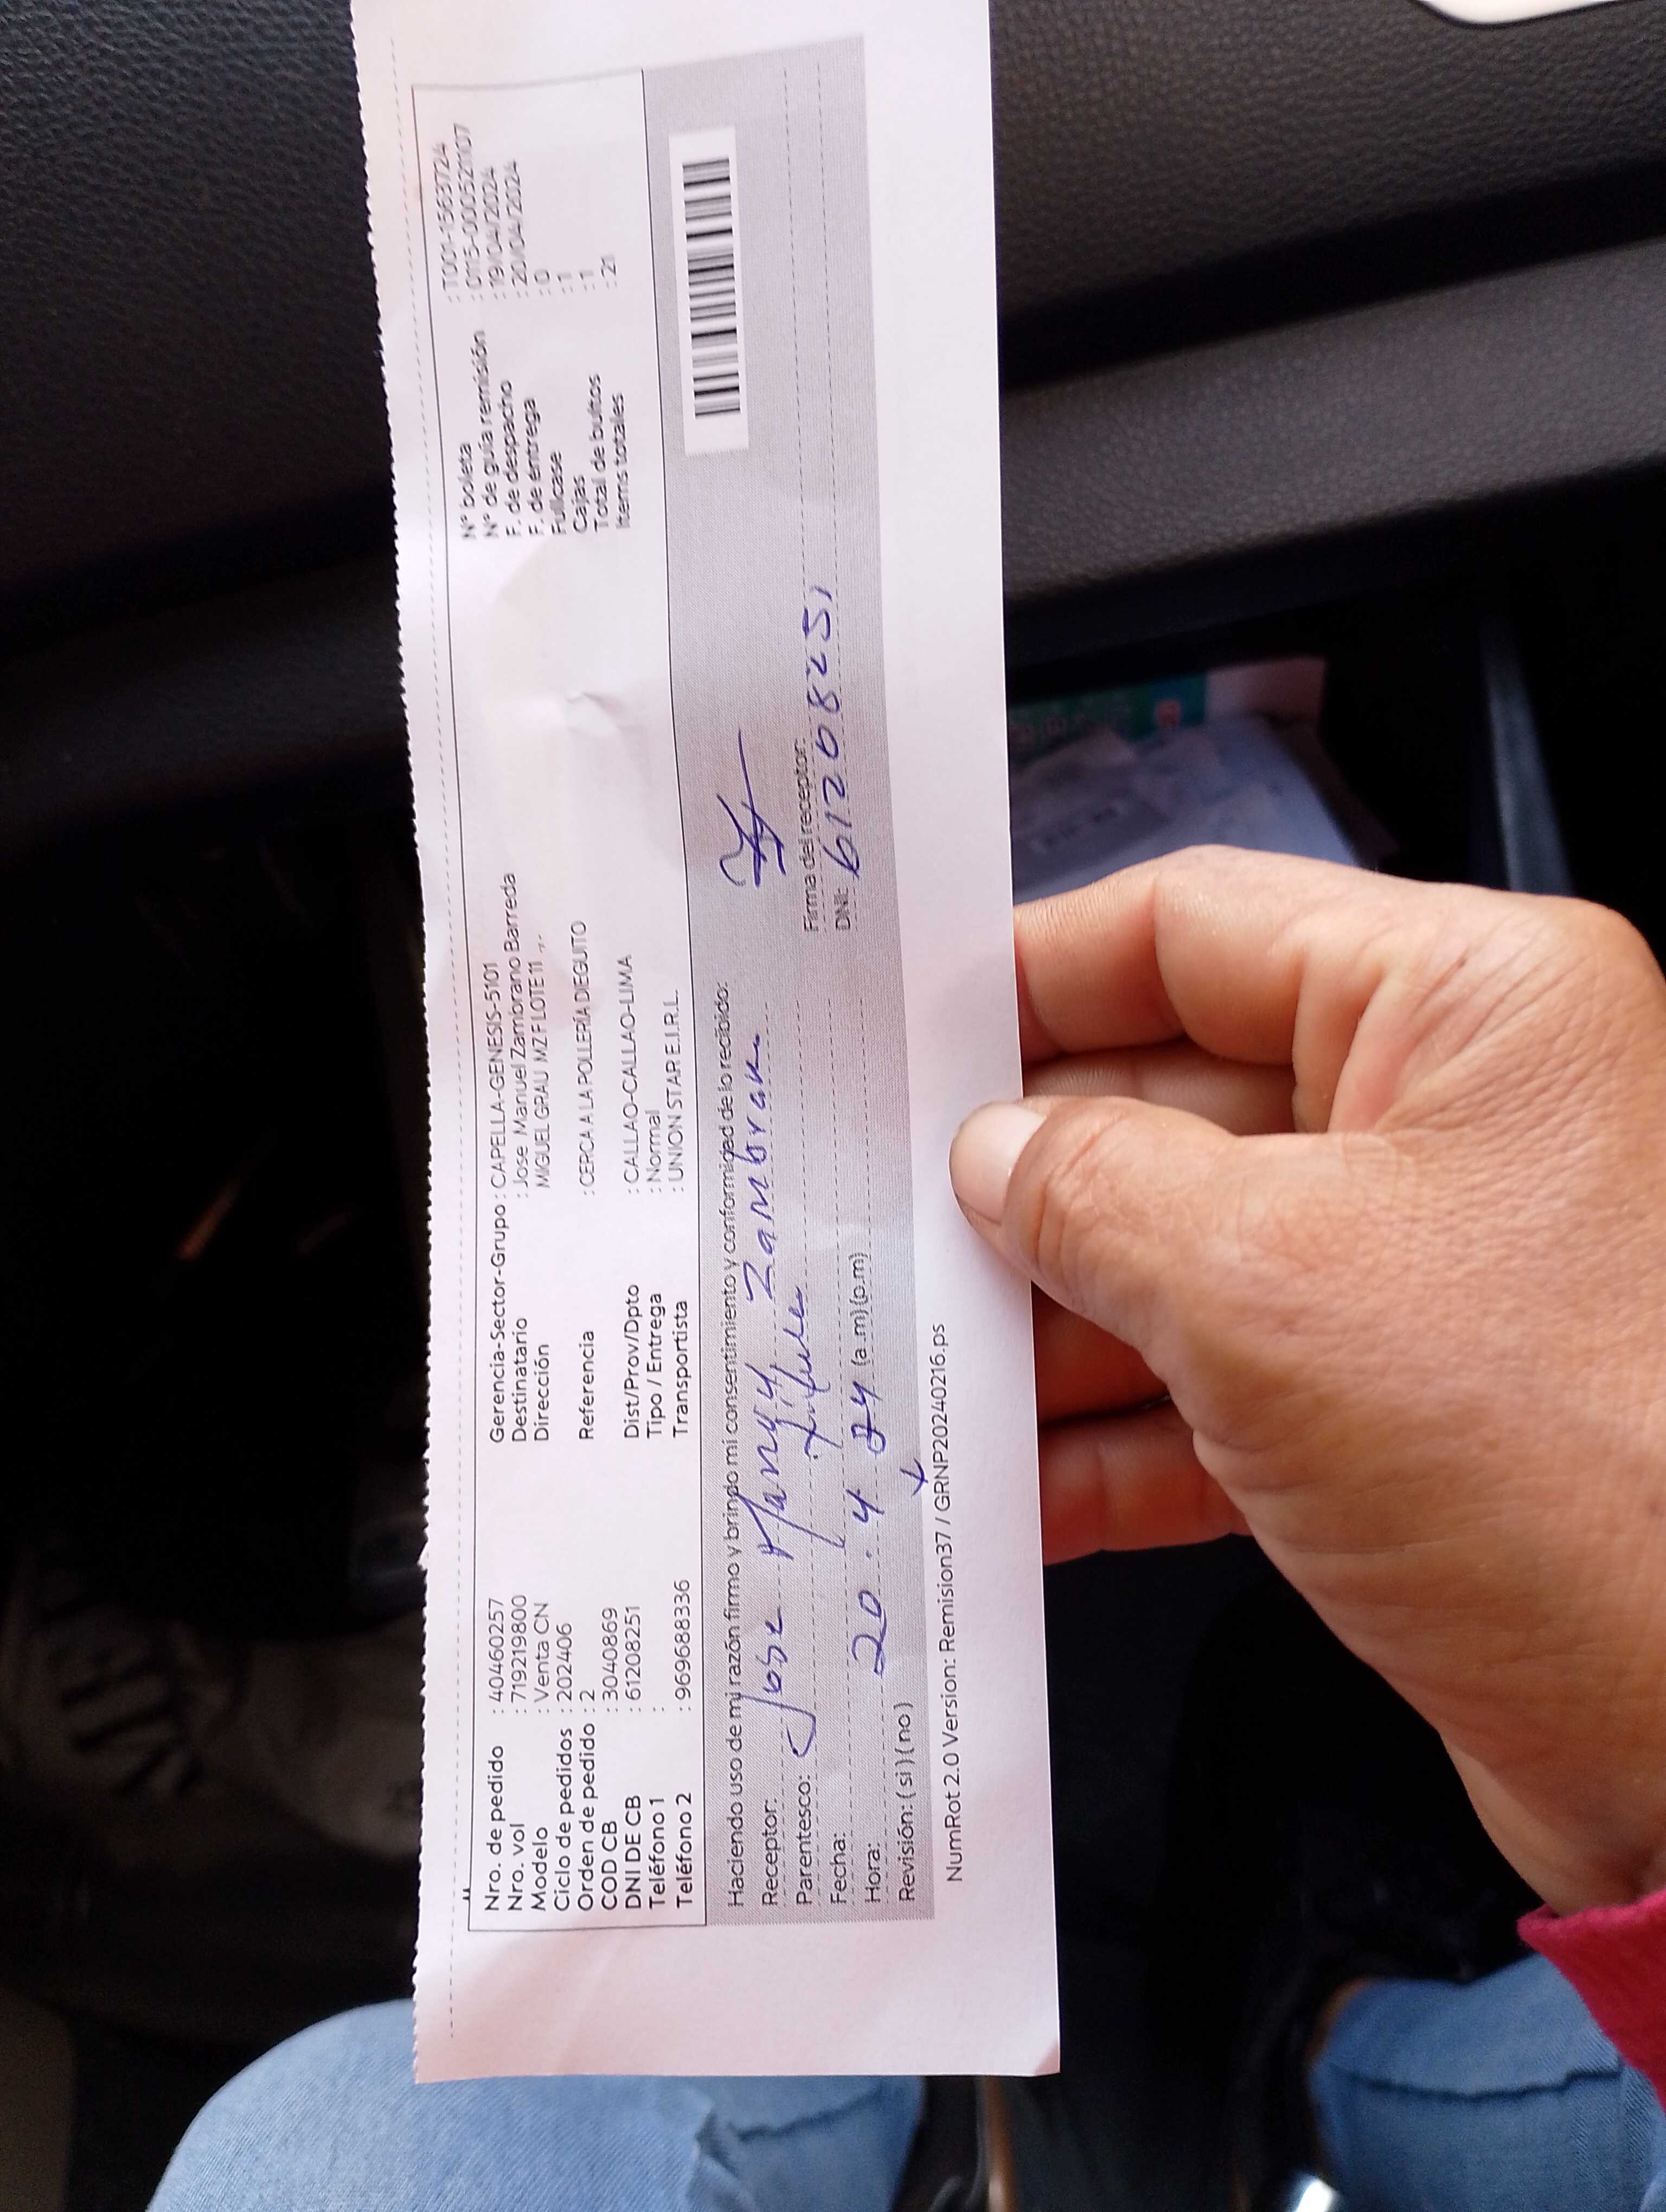 Nro. de pedido : 40460257
Nro. vol : 719219800
Modelo : Venta CN
Ciclo de pedidos : 202406
Orden de pedido : 2
COD CB : 3040869
DNI DE CB : 61208251
Teléfono 1 :
Teléfono 2 : 969688336
Gerencia-Sector-Grupo : CAPELLA-GENESIS-5101
Destinatario : Jose Manuel Zambrano Barreda
Dirección MIGUEL GRAU MZ F LOTE 11 ,.
Referencia : CERCA A LA POLLERÍA DIEGUITO
Dist/Prov/Dpto : CALLAO-CALLAO-LIMA
Tipo / Entrega : Normal
Transportista : UNION STAR E.I.R.L.
N° boleta : T001-1563724
N° de guía remisión : 0115-000521107
F. de despacho : 19/04/2024
F. de entrega : 20/04/2024
Fullcase : 0
Cajas : 1
Total de bultos : 1
Items totales : 21
Haciendo uso de mi razón firmo y brindo mi consentimiento y conformidad de lo recibido:
Receptor: Jose Zambran
Parentesco:
Fecha: 20 . 4 24
Hora: (a.m) (p.m)
Revisión: ( si ) ( no )
Firma del receptor:
DNI: 61208251
NumRot 2.0 Version: Remision37 / GRNP20240216.ps